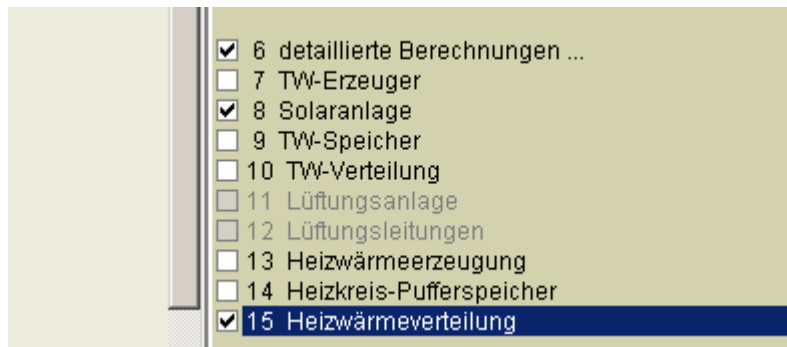 6 detaillierte Berechnungen ...
7 TW-Erzeuger
8 Solaranlage
9 TW-Speicher
10 TW-Verteilung
11 Lüftungsanlage
12 Lüftungsleitungen
13 Heizwärmeerzeugung
14 Heizkreis-Pufferspeicher
15 Heizwärmeverteilung